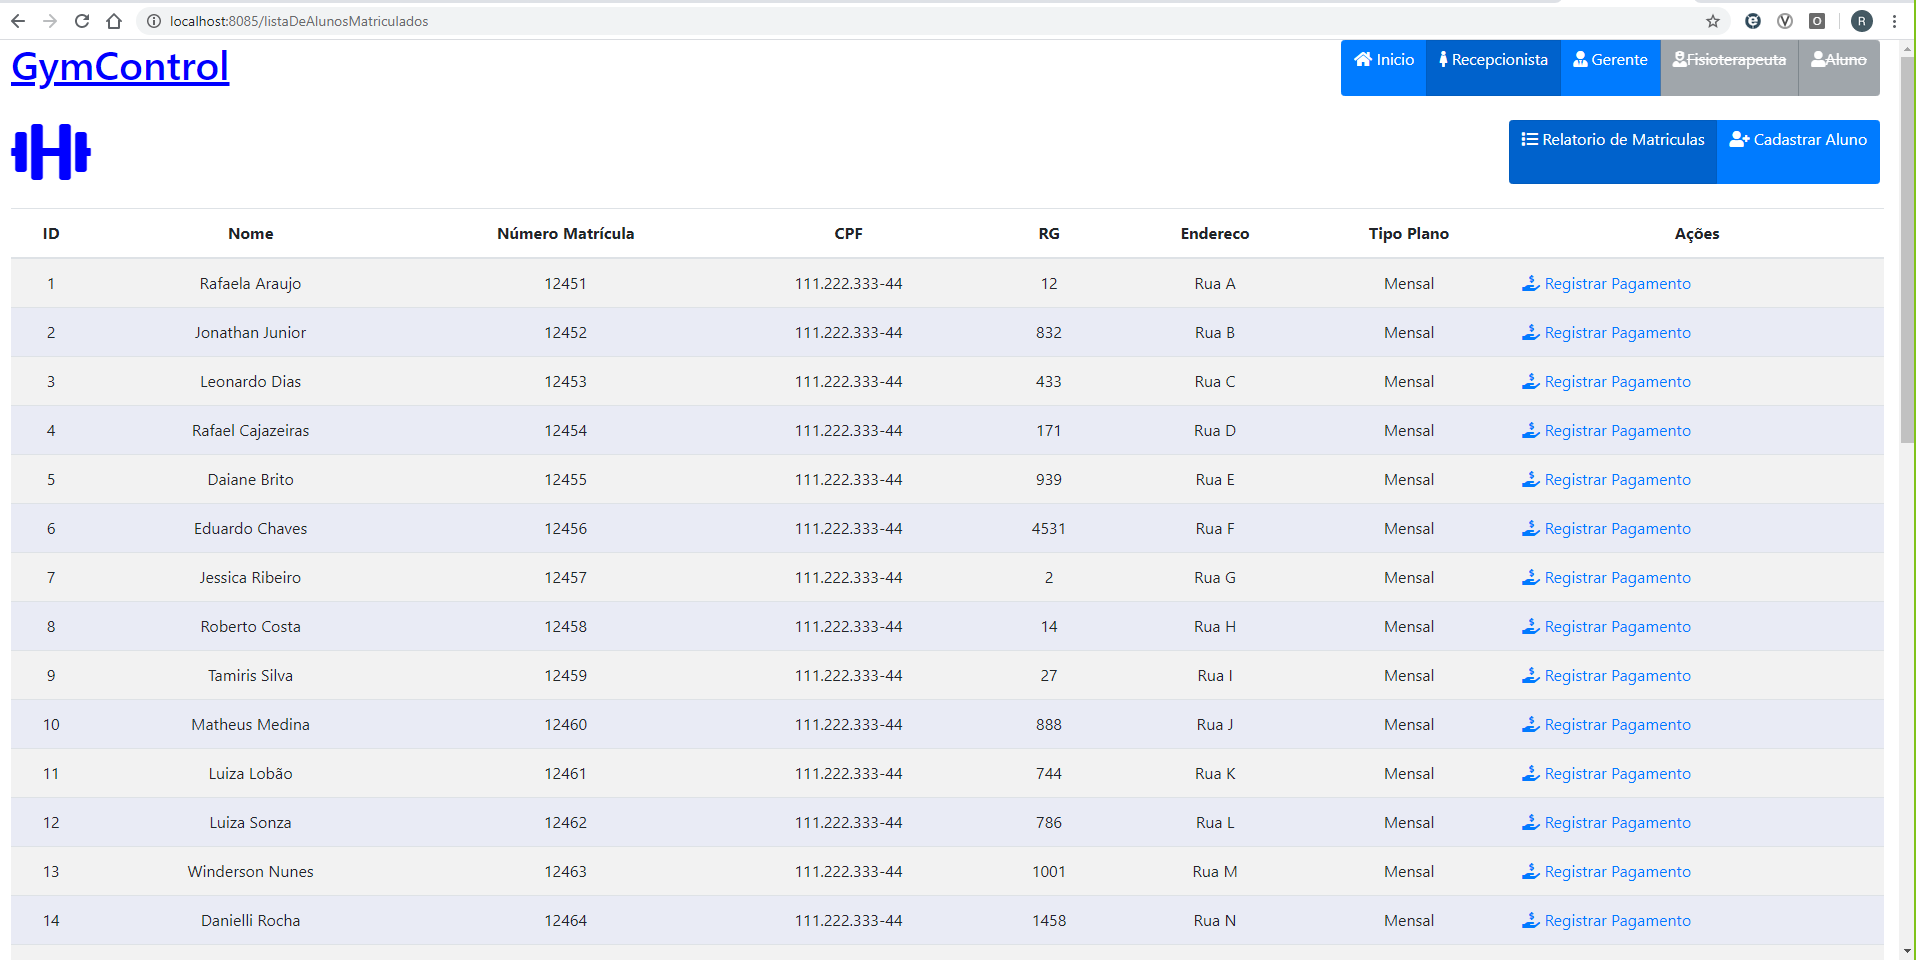 localhost:8085/listaDeAlunosMatriculados
R
GymControl
Inicio Recepcionista Gerente Fisioterapeuta Aluno
Relatorio de Matriculas Cadastrar Aluno
ID Nome Número Matrícula CPF RG Endereco Tipo Plano Ações
1 Rafaela Araujo 12451 111.222.333-44 12 Rua A Mensal Registrar Pagamento
2 Jonathan Junior 12452 111.222.333-44 832 Rua B Mensal Registrar Pagamento
3 Leonardo Dias 12453 111.222.333-44 433 Rua C Mensal Registrar Pagamento
4 Rafael Cajazeiras 12454 111.222.333-44 171 Rua D Mensal Registrar Pagamento
5 Daiane Brito 12455 111.222.333-44 939 Rua E Mensal Registrar Pagamento
6 Eduardo Chaves 12456 111.222.333-44 4531 Rua F Mensal Registrar Pagamento
7 Jessica Ribeiro 12457 111.222.333-44 2 Rua G Mensal Registrar Pagamento
8 Roberto Costa 12458 111.222.333-44 14 Rua H Mensal Registrar Pagamento
9 Tamiris Silva 12459 111.222.333-44 27 Rua I Mensal Registrar Pagamento
10 Matheus Medina 12460 111.222.333-44 888 Rua J Mensal Registrar Pagamento
11 Luiza Lobão 12461 111.222.333-44 744 Rua K Mensal Registrar Pagamento
12 Luiza Sonza 12462 111.222.333-44 786 Rua L Mensal Registrar Pagamento
13 Winderson Nunes 12463 111.222.333-44 1001 Rua M Mensal Registrar Pagamento
14 Danielli Rocha 12464 111.222.333-44 1458 Rua N Mensal Registrar Pagamento